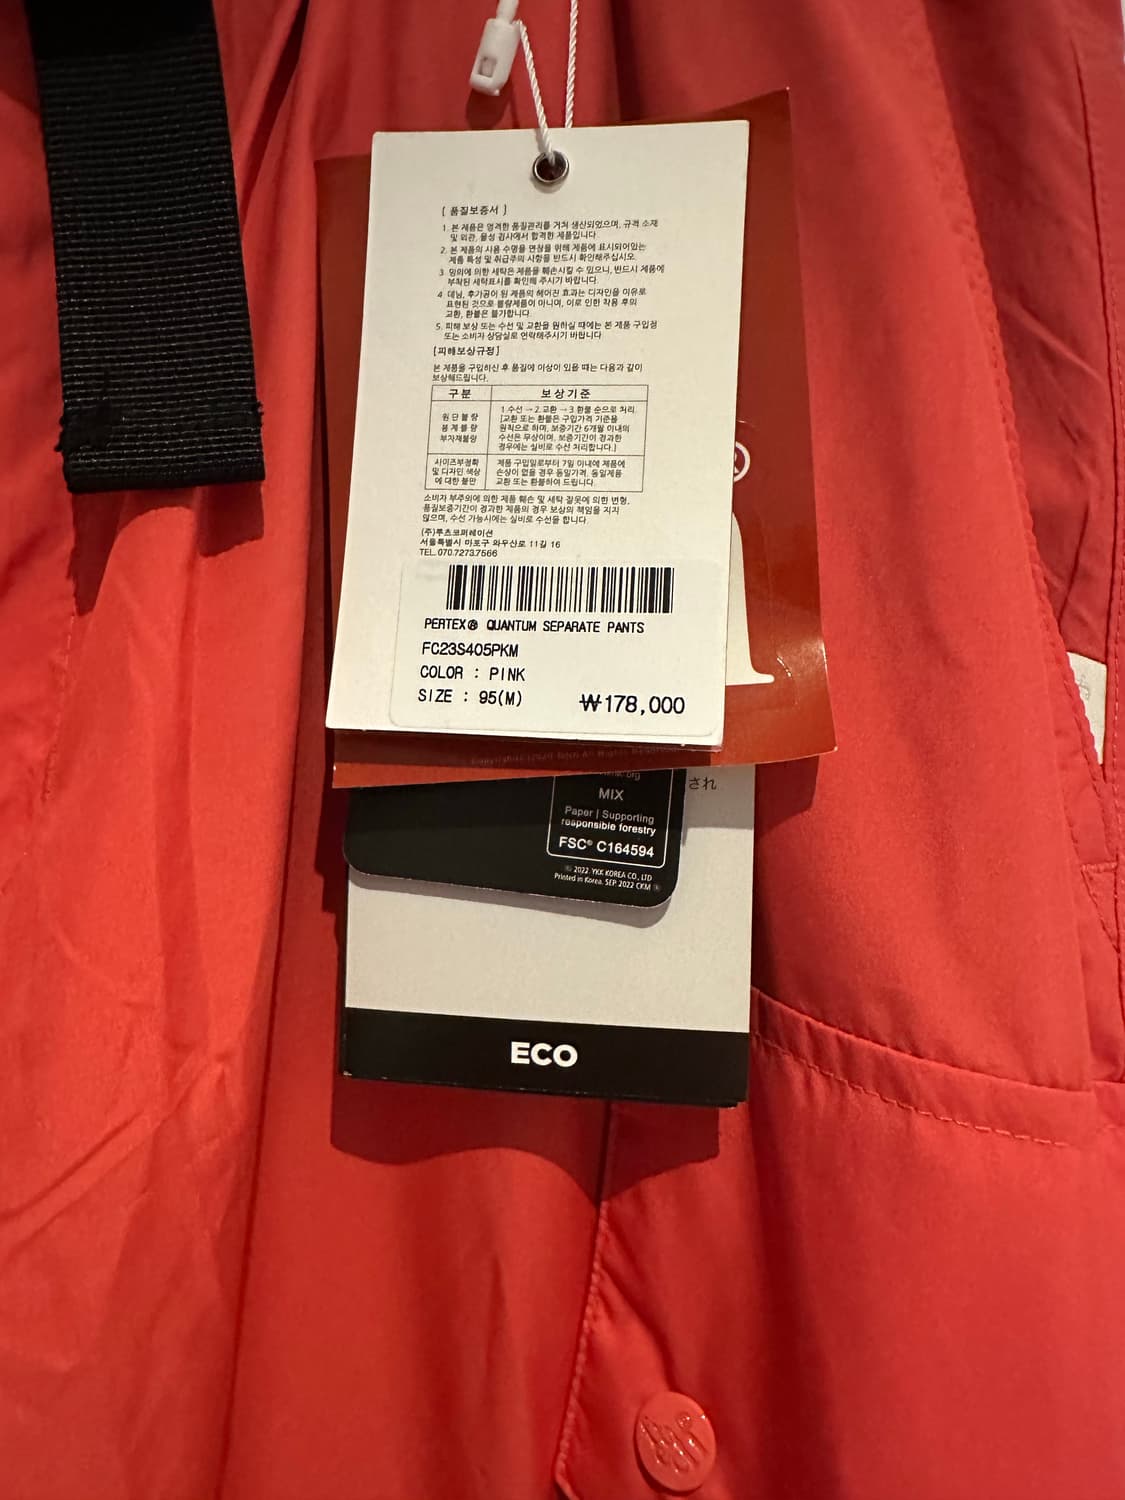 [ 품질보증서 ]
1. 본 제품은 엄격한 품질관리를 거쳐 생산되었으며, 규격 소재
및 외관, 물성 검사에서 합격한 제품입니다.
2. 본 제품의 사용 수명을 연장을 위해 제품에 표시되어있는
제품 특성 및 취급주의 사항을 반드시 확인해주십시오.
3. 임의에 의한 세탁은 제품을 훼손시킬 수 있으니, 반드시 제품에
부착된 세탁표시를 확인해 주시기 바랍니다.
4. 데님, 후가공이 된 제품의 헤어진 효과는 디자인을 이유로
표현된 것으로 불량제품이 아니며, 이로 인한 착용 후의
교환, 환불은 불가합니다.
5. 피해 보상 또는 수선 및 교환을 원하실 때에는 본 제품 구입점
또는 소비자 상담실로 연락해주시기 바랍니다.
[피해보상규정]
본 제품을 구입하신 후 품질에 이상이 있을 때는 다음과 같이
보상해드립니다.
구 분 보 상 기 준
원 단 불 량
봉 제 불 량
부자재불량
1.수선 → 2.교환 → 3.환불 순으로 처리.
[교환 또는 환불은 구입가격 기준을
원칙으로 하며, 보증기간 6개월 이내의
수선은 무상이며, 보증기간이 경과한
경우에는 실비로 수선 처리합니다.]
사이즈부정확
및 디자인 색상
에 대한 불만
제품 구입일로부터 7일 이내에 제품에
손상이 없을 경우 동일가격, 동일제품
교환 또는 환불하여 드립니다.
소비자 부주의에 의한 제품 훼손 및 세탁 잘못에 의한 변형,
품질보증기간이 경과한 제품의 경우 보상의 책임을 지지
않으며, 수선 가능시에는 실비로 수선을 합니다.
(주)루츠코퍼레이션
서울특별시 마포구 와우산로 11길 16
TEL. 070.7273.7566
PERTEX® QUANTUM SEPARATE PANTS
FC23S405PKM
COLOR : PINK
SIZE : 95(M)
₩178,000
され
MIX
Paper | Supporting
responsible forestry
FSC® C164594
© 2022 YKK KOREA CO., LTD
Printed in Korea. SEP 2022 CKM
ECO